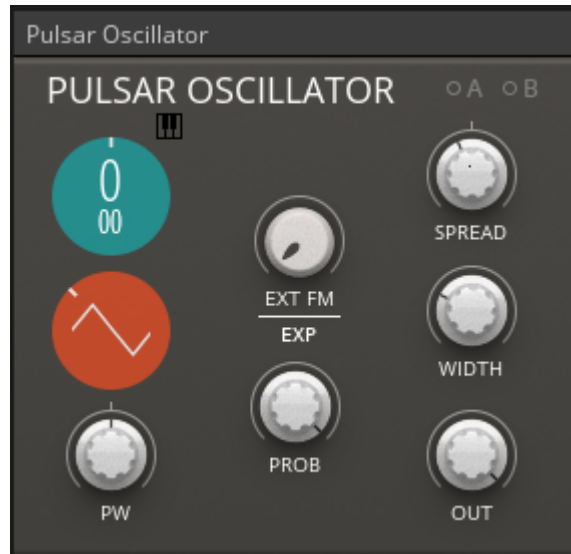 Pulsar Oscillator
PULSAR OSCILLATOR
A B
0
00
SPREAD
EXT FM
EXP
WIDTH
PROB
PW
OUT